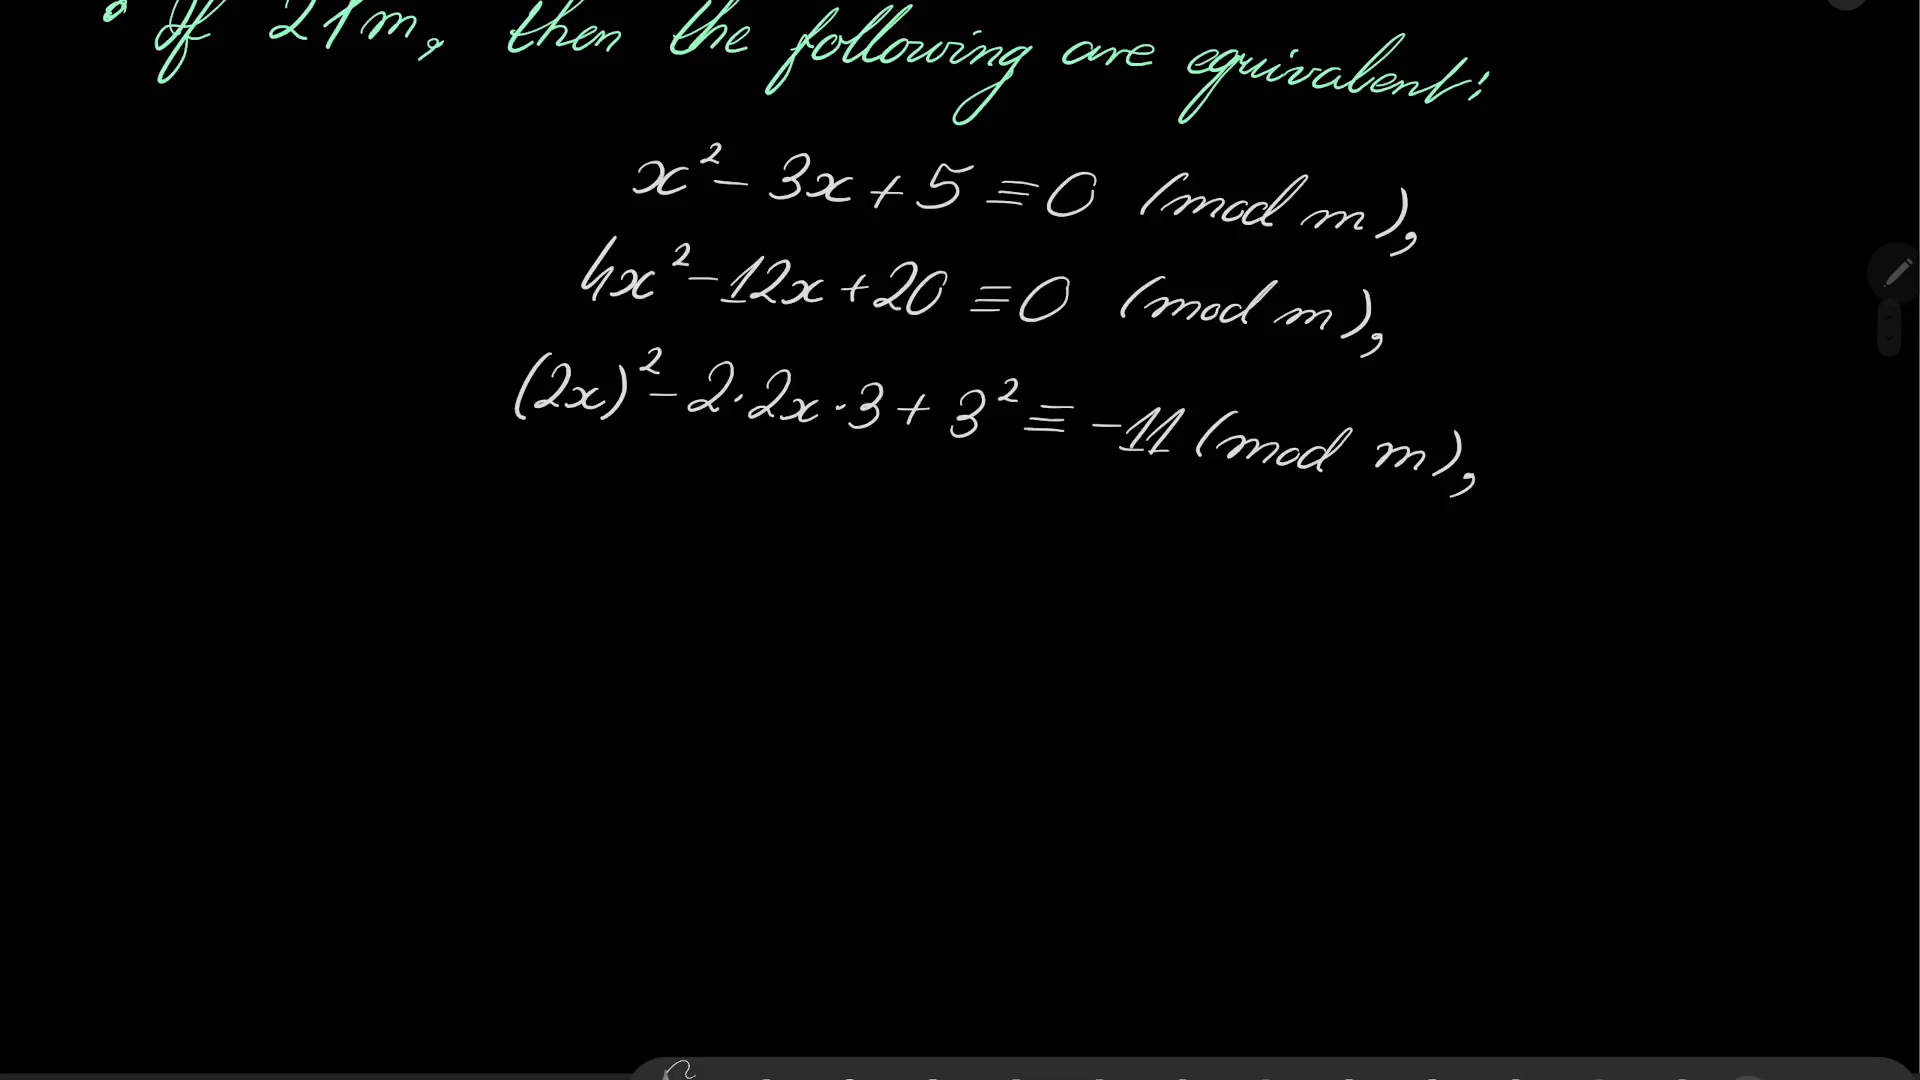 • If 2∤m, then the following are equivalent:
x² - 3x + 5 ≡ 0 (mod m),
4x² - 12x + 20 ≡ 0 (mod m),
(2x)² - 2·2x·3 + 3² ≡ -11 (mod m),